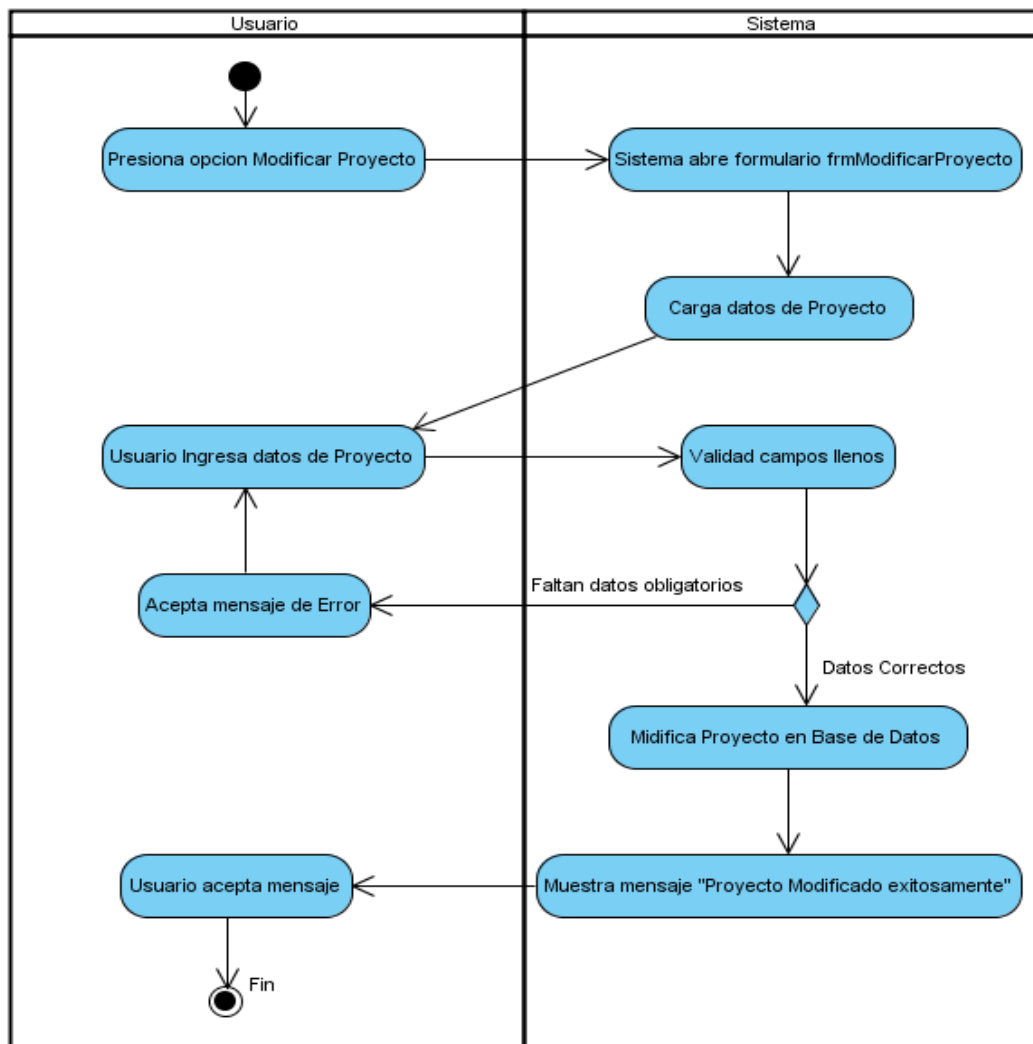 Usuario
Sistema
Presiona opcion Modificar Proyecto
Sistema abre formulario frmModificarProyecto
Carga datos de Proyecto
Usuario Ingresa datos de Proyecto
Validad campos llenos
Faltan datos obligatorios
Acepta mensaje de Error
Datos Correctos
Midifica Proyecto en Base de Datos
Usuario acepta mensaje
Muestra mensaje "Proyecto Modificado exitosamente"
Fin